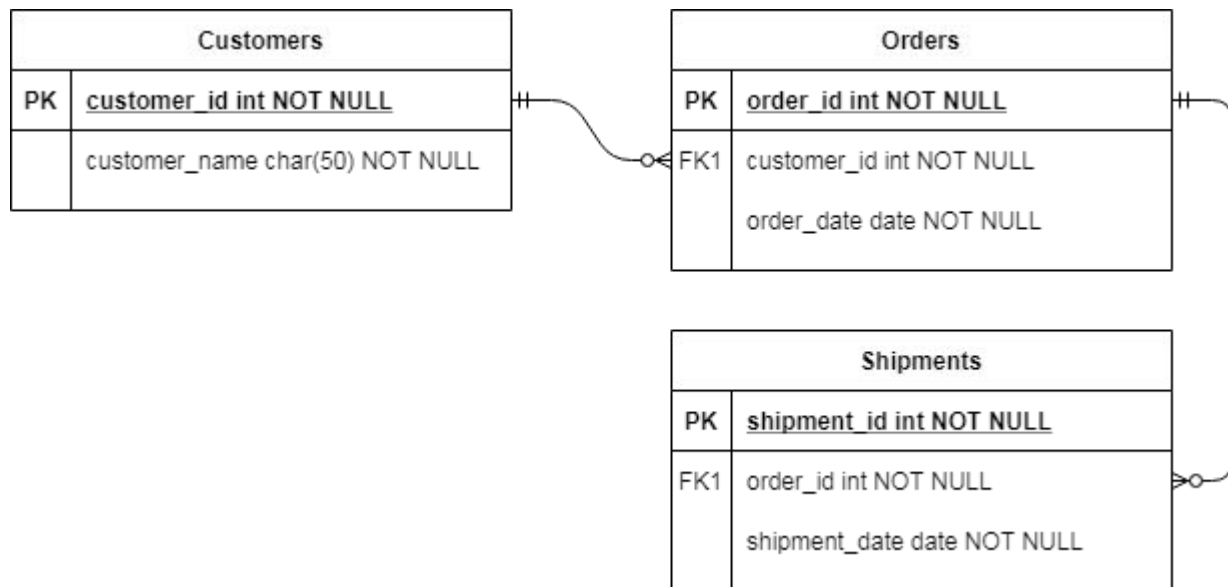 Customers
PK customer_id int NOT NULL
customer_name char(50) NOT NULL
Orders
PK order_id int NOT NULL
FK1 customer_id int NOT NULL
order_date date NOT NULL
Shipments
PK shipment_id int NOT NULL
FK1 order_id int NOT NULL
shipment_date date NOT NULL